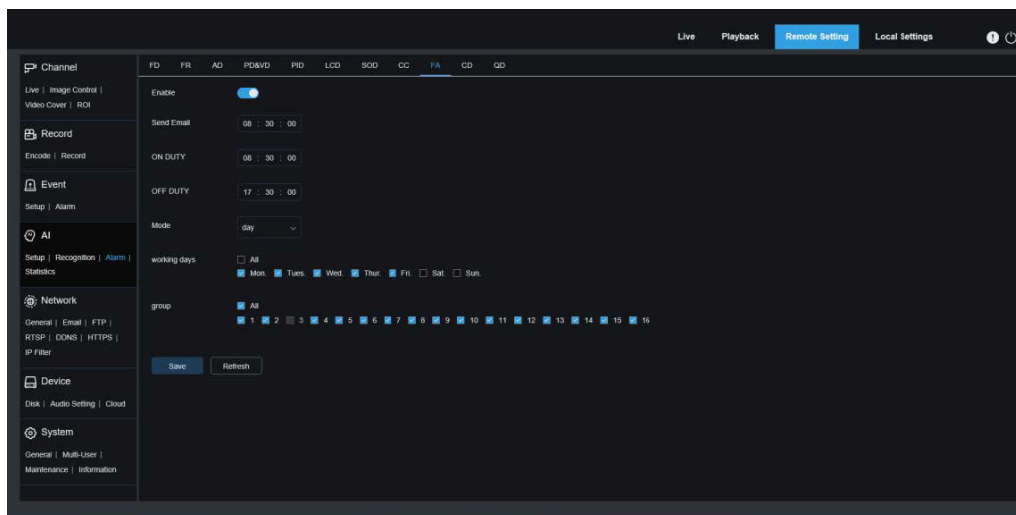 Live Playback Remote Setting Local Settings
Channel
Live | Image Control |
Video Cover | ROI
Record
Encode | Record
Event
Setup | Alarm
AI
Setup | Recognition | Alarm |
Statistics
Network
General | Email | FTP |
RTSP | DDNS | HTTPS |
IP Filter
Device
Disk | Audio Setting | Cloud
System
General | Multi-User |
Maintenance | Information
FD FR AD PD&VD PID LCD SOD CC FA CD QD
Enable
Send Email 08 : 30 : 00
ON DUTY 08 : 30 : 00
OFF DUTY 17 : 30 : 00
Mode day
working days All
Mon. Tues. Wed. Thur. Fri. Sat. Sun.
group All
1 2 3 4 5 6 7 8 9 10 11 12 13 14 15 16
Save Refresh